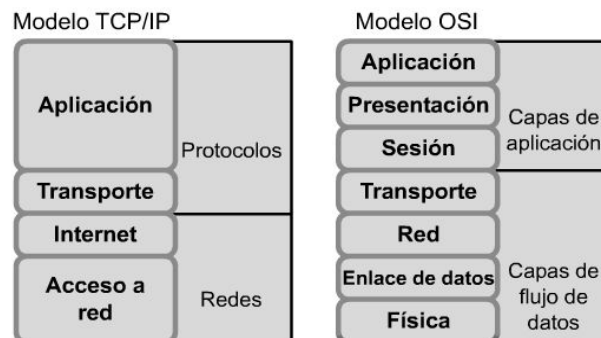 Modelo TCP/IP
Aplicación
Transporte
Internet
Acceso a
red
Protocolos
Redes
Modelo OSI
Aplicación
Presentación
Sesión
Transporte
Red
Enlace de datos
Física
Capas de
aplicación
Capas de
flujo de
datos